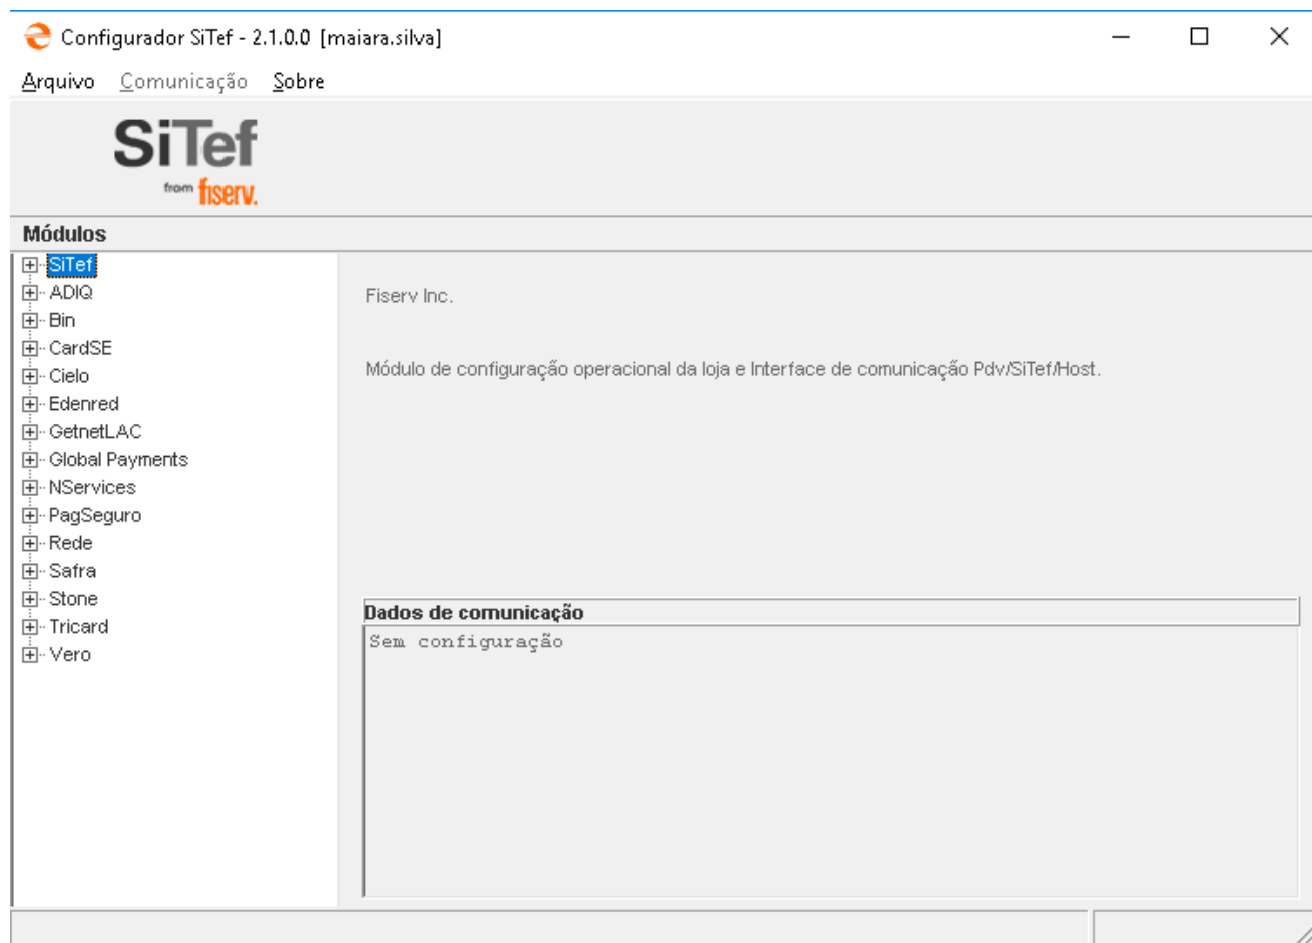 Configurador SiTef - 2.1.0.0 [maiara.silva]
Arquivo Comunicação Sobre
SiTef
from fiserv.
Módulos
SiTef
ADIQ
Bin
CardSE
Cielo
Edenred
GetnetLAC
Global Payments
NServices
PagSeguro
Rede
Safra
Stone
Tricard
Vero
Fiserv Inc.
Módulo de configuração operacional da loja e Interface de comunicação Pdv/SiTef/Host.
Dados de comunicação
Sem configuração